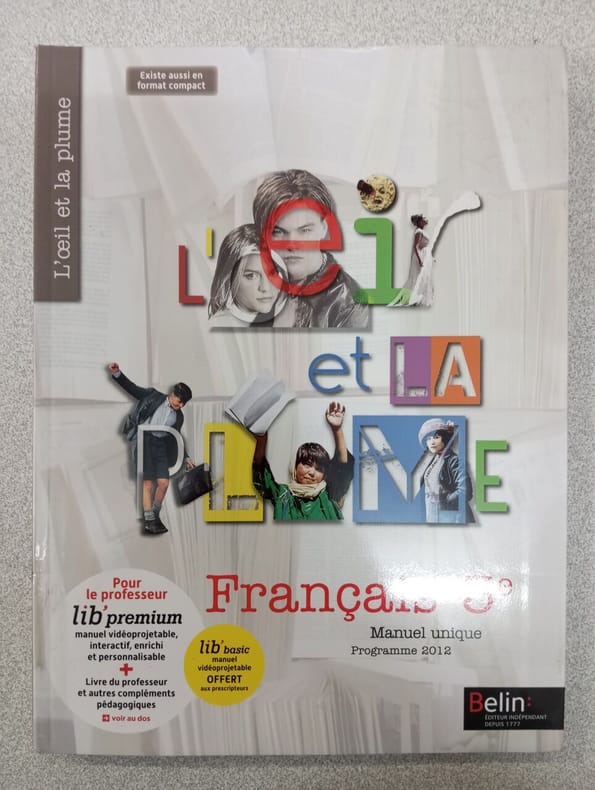 Existe aussi en
format compact
L'œil et la plume
L'œil
et LA
PLUME
Français 3e
Manuel unique
Programme 2012
Pour
le professeur
lib'premium
manuel vidéoprojetable,
interactif, enrichi
et personnalisable
+
Livre du professeur
et autres compléments
pédagogiques
voir au dos
lib'basic
manuel
vidéoprojetable
OFFERT
aux prescripteurs
Belin:
ÉDITEUR INDÉPENDANT
DEPUIS 1777